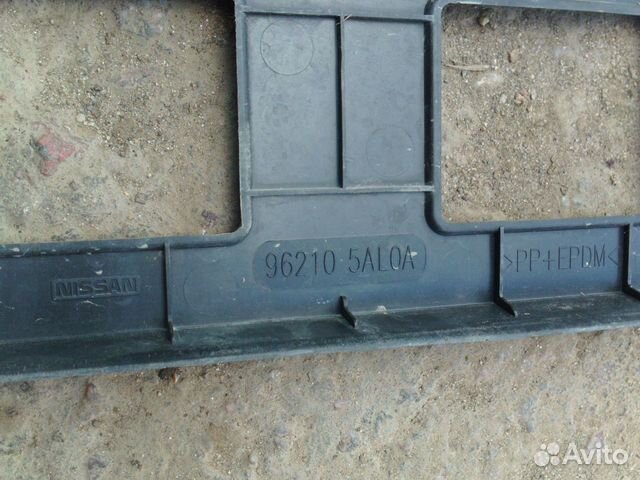 96210 5AL0A
>PP+EPDM<
NISSAN
Avito